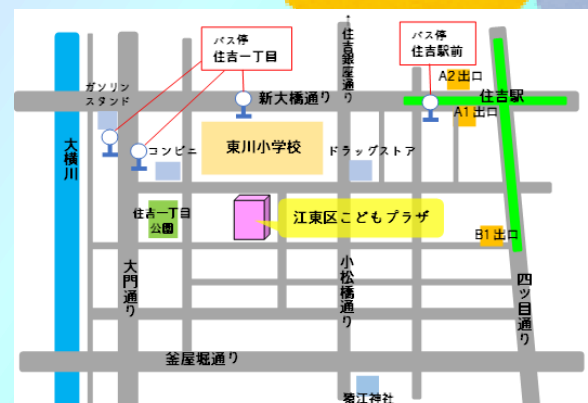 バス停
住吉一丁目
・住吉銀座通り
バス停
住吉駅前
A2出口
ガソリン
スタンド
新大橋通り
住吉駅
A1出口
大横川
コンビニ
東川小学校
ドラッグストア
住吉一丁目
公園
江東区こどもプラザ
B1出口
大門通り
小松橋通り
四ッ目通り
釜屋堀通り
猿江神社